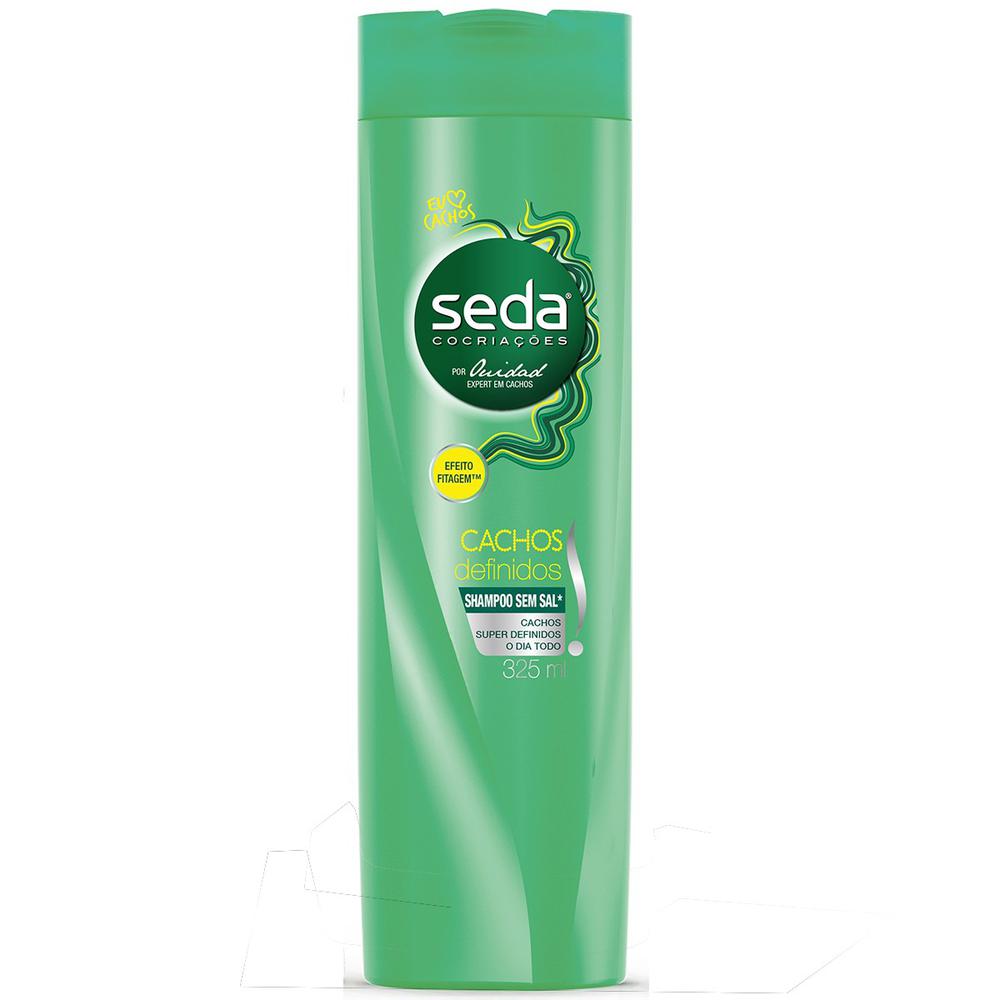 EU
CACHOS
seda®
COCRIAÇÕES
POR Ouidad
EXPERT EM CACHOS
EFEITO
FITAGEM™
CACHOS
definidos
SHAMPOO SEM SAL*
CACHOS
SUPER DEFINIDOS
O DIA TODO
325 ml